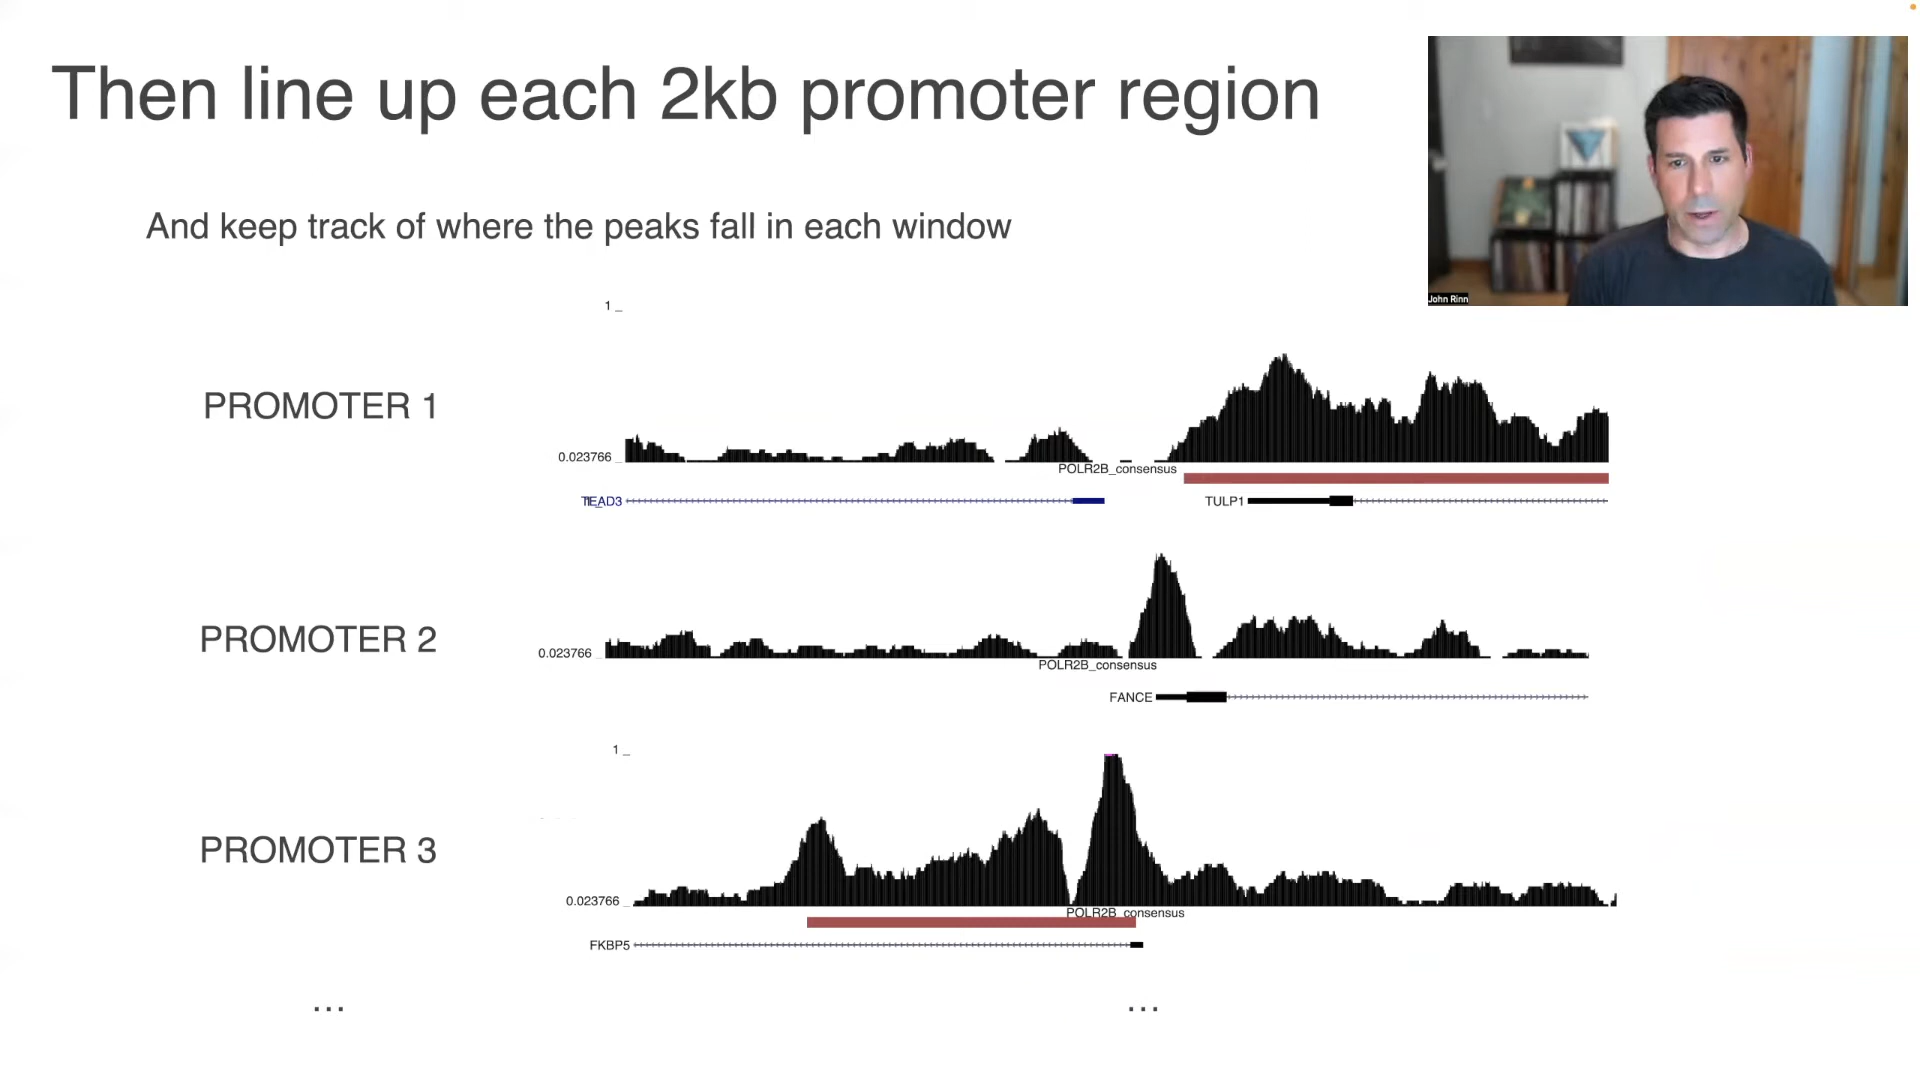 Then line up each 2kb promoter region
John Rinn
And keep track of where the peaks fall in each window
1 _
PROMOTER 1
0.023766 _
POLR2B_consensus
TULP1
PROMOTER 2
0.023766 _
POLR2B_consensus
FANCE
1 _
PROMOTER 3
0.023766 _
POLR2B_consensus
FKBP5
... ...